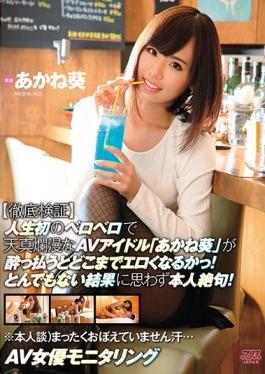 あかね葵
Akane Aoi
【徹底検証】
人生初のベロベロで
天真爛漫なAVアイドル「あかね葵」が
酔っ払うとどこまでエロくなるかっ!
とんでもない結果に思わず本人絶句!
※本人談)まったくおぼえていません汗…
AV女優モニタリング
JAPAN